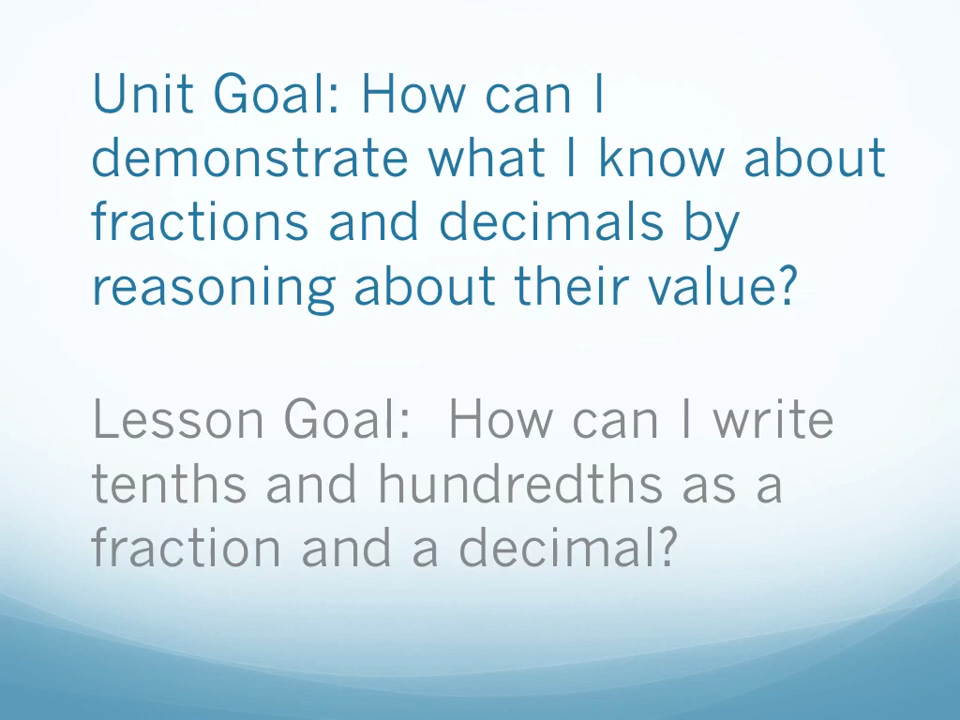 Unit Goal: How can I
demonstrate what I know about
fractions and decimals by
reasoning about their value?
Lesson Goal:  How can I write
tenths and hundredths as a
fraction and a decimal?